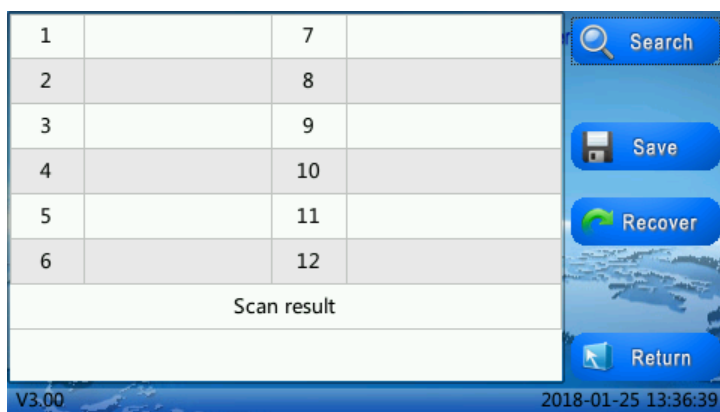 1 7
2 8
3 9
4 10
5 11
6 12
Scan result
Search
Save
Recover
Return
V3.00 2018-01-25 13:36:39